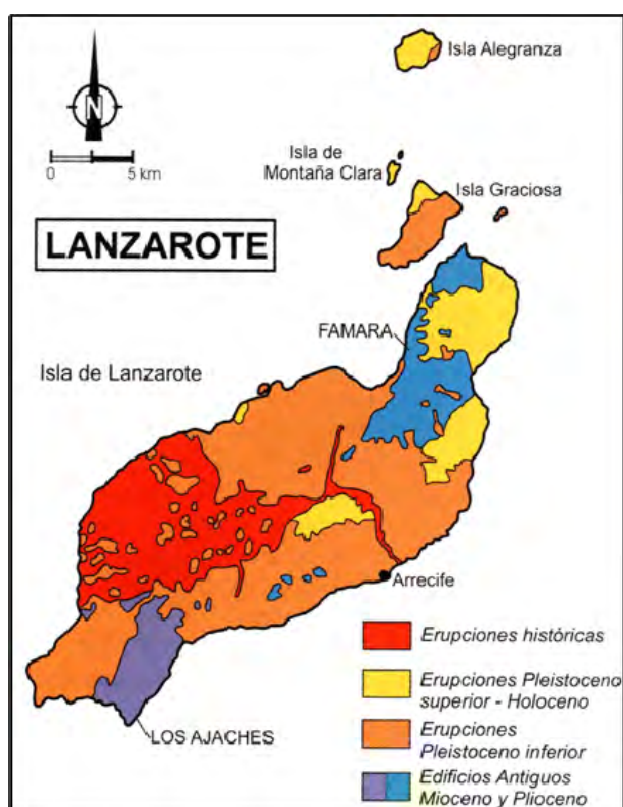 Isla Alegranza
N
0 5 km
Isla de
Montaña Clara
Isla Graciosa
LANZAROTE
FAMARA
Isla de Lanzarote
Arrecife
LOS AJACHES
Erupciones históricas
Erupciones Pleistoceno
superior - Holoceno
Erupciones
Pleistoceno inferior
Edificios Antiguos
Mioceno y Plioceno